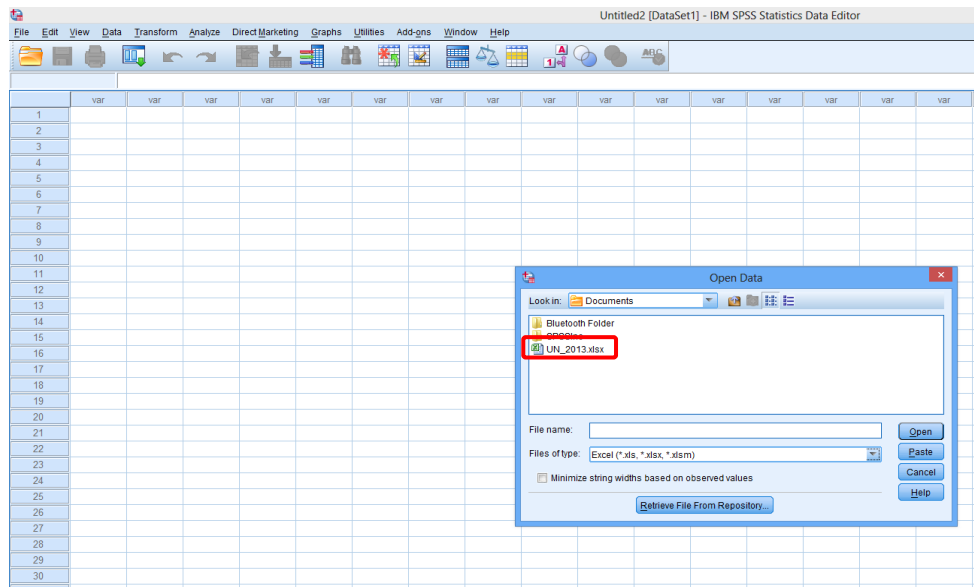 Untitled2 [DataSet1] - IBM SPSS Statistics Data Editor
File Edit View Data Transform Analyze Direct Marketing Graphs Utilities Add-ons Window Help
var var var var var var var var var var var var var var var var
1
2
3
4
5
6
7
8
9
10
11
12
13
14
15
16
17
18
19
20
21
22
23
24
25
26
27
28
29
30
Open Data
Look in: Documents
Bluetooth Folder
UN_2013.xlsx
File name:
Open
Files of type: Excel (*.xls, *.xlsx, *.xlsm)
Paste
Minimize string widths based on observed values
Cancel
Help
Retrieve File From Repository...